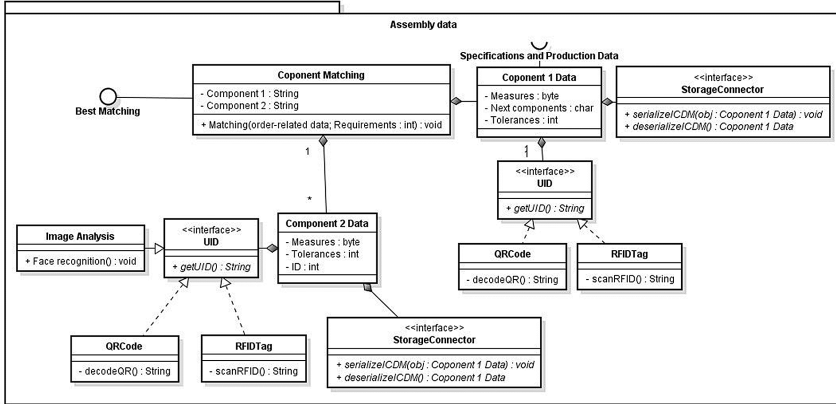 Assembly data
Specifications and Production Data
Best Matching
Coponent Matching
- Component 1 : String
- Component 2 : String
+ Matching(order-related data; Requirements : int) : void
Coponent 1 Data
- Measures : byte
- Next components : char
- Tolerances : int
<<interface>>
StorageConnector
+ serializeICDM(obj : Coponent 1 Data) : void
+ deserializeICDM() : Coponent 1 Data
1
*
1
1
<<interface>>
UID
+ getUID() : String
QRCode
- decodeQR() : String
RFIDTag
- scanRFID() : String
Image Analysis
+ Face recognition() : void
<<interface>>
UID
+ getUID() : String
Component 2 Data
- Measures : byte
- Tolerances : int
- ID : int
QRCode
- decodeQR() : String
RFIDTag
- scanRFID() : String
<<interface>>
StorageConnector
+ serializeICDM(obj : Coponent 1 Data) : void
+ deserializeICDM() : Coponent 1 Data